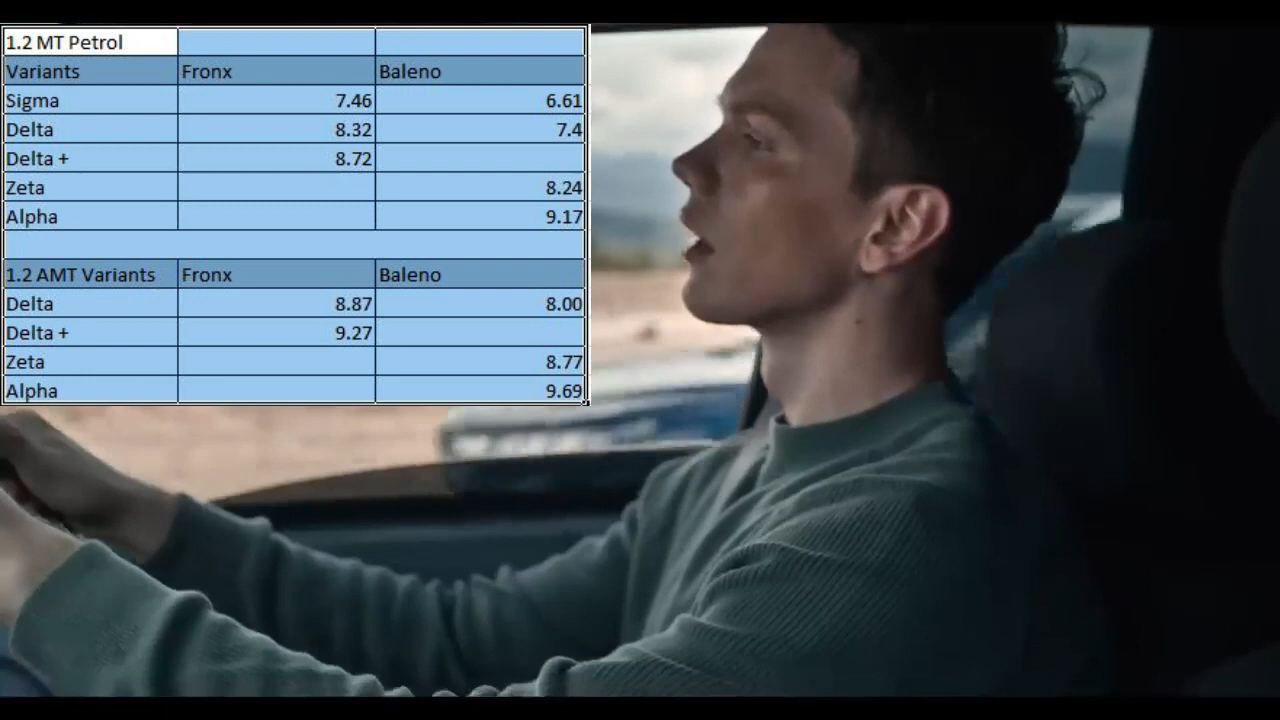 1.2 MT Petrol
Variants Fronx Baleno
Sigma 7.46 6.61
Delta 8.32 7.4
Delta + 8.72
Zeta 8.24
Alpha 9.17
1.2 AMT Variants Fronx Baleno
Delta 8.87 8.00
Delta + 9.27
Zeta 8.77
Alpha 9.69